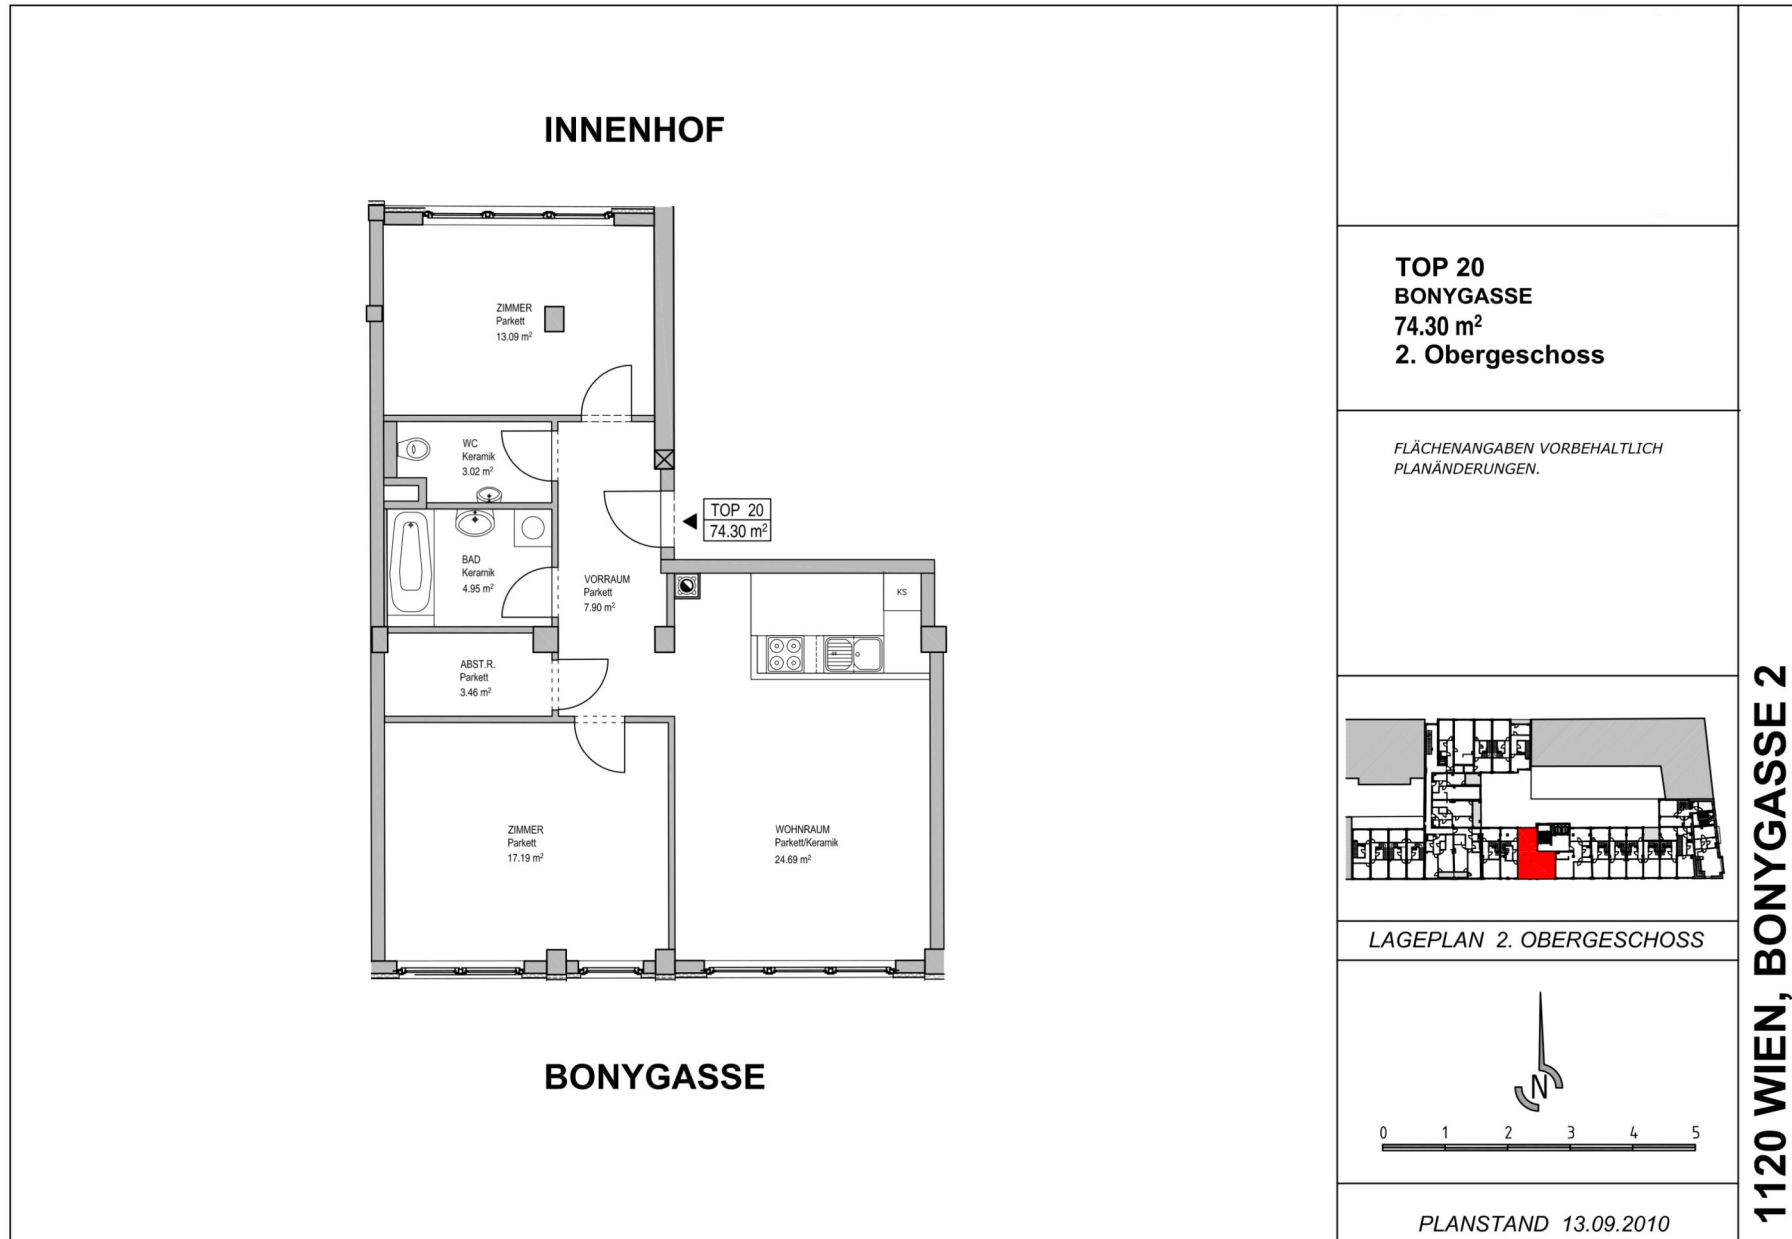 INNENHOF
ZIMMER
Parkett
13.09 m²
WC
Keramik
3.02 m²
TOP 20
74.30 m²
BAD
Keramik
4.95 m²
VORRAUM
Parkett
7.90 m²
KS
ABST.R.
Parkett
3.46 m²
ZIMMER
Parkett
17.19 m²
WOHNRAUM
Parkett/Keramik
24.69 m²
BONYGASSE
TOP 20
BONYGASSE
74.30 m²
2. Obergeschoss
FLÄCHENANGABEN VORBEHALTLICH
PLANÄNDERUNGEN.
LAGEPLAN 2. OBERGESCHOSS
N
0 1 2 3 4 5
PLANSTAND 13.09.2010
1120 WIEN, BONYGASSE 2